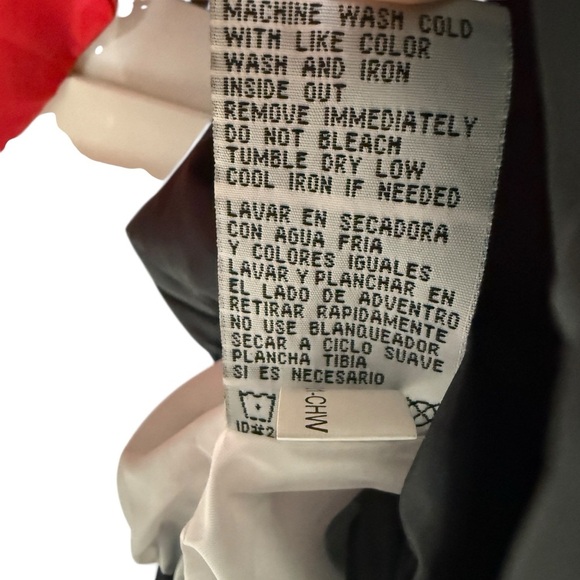 MACHINE WASH COLD
WITH LIKE COLOR
WASH AND IRON
INSIDE OUT
REMOVE IMMEDIATELY
DO NOT BLEACH
TUMBLE DRY LOW
COOL IRON IF NEEDED
LAVAR EN SECADORA
CON AGUA FRIA
Y COLORES IGUALES
LAVAR Y PLANCHAR EN
EL LADO DE ADVENTRO
RETIRAR RAPIDAMENTE
NO USE BLANQUEADOR
SECAR A CICLO SUAVE
PLANCHA TIBIA
SI ES NECESARIO
-CHW
ID#2